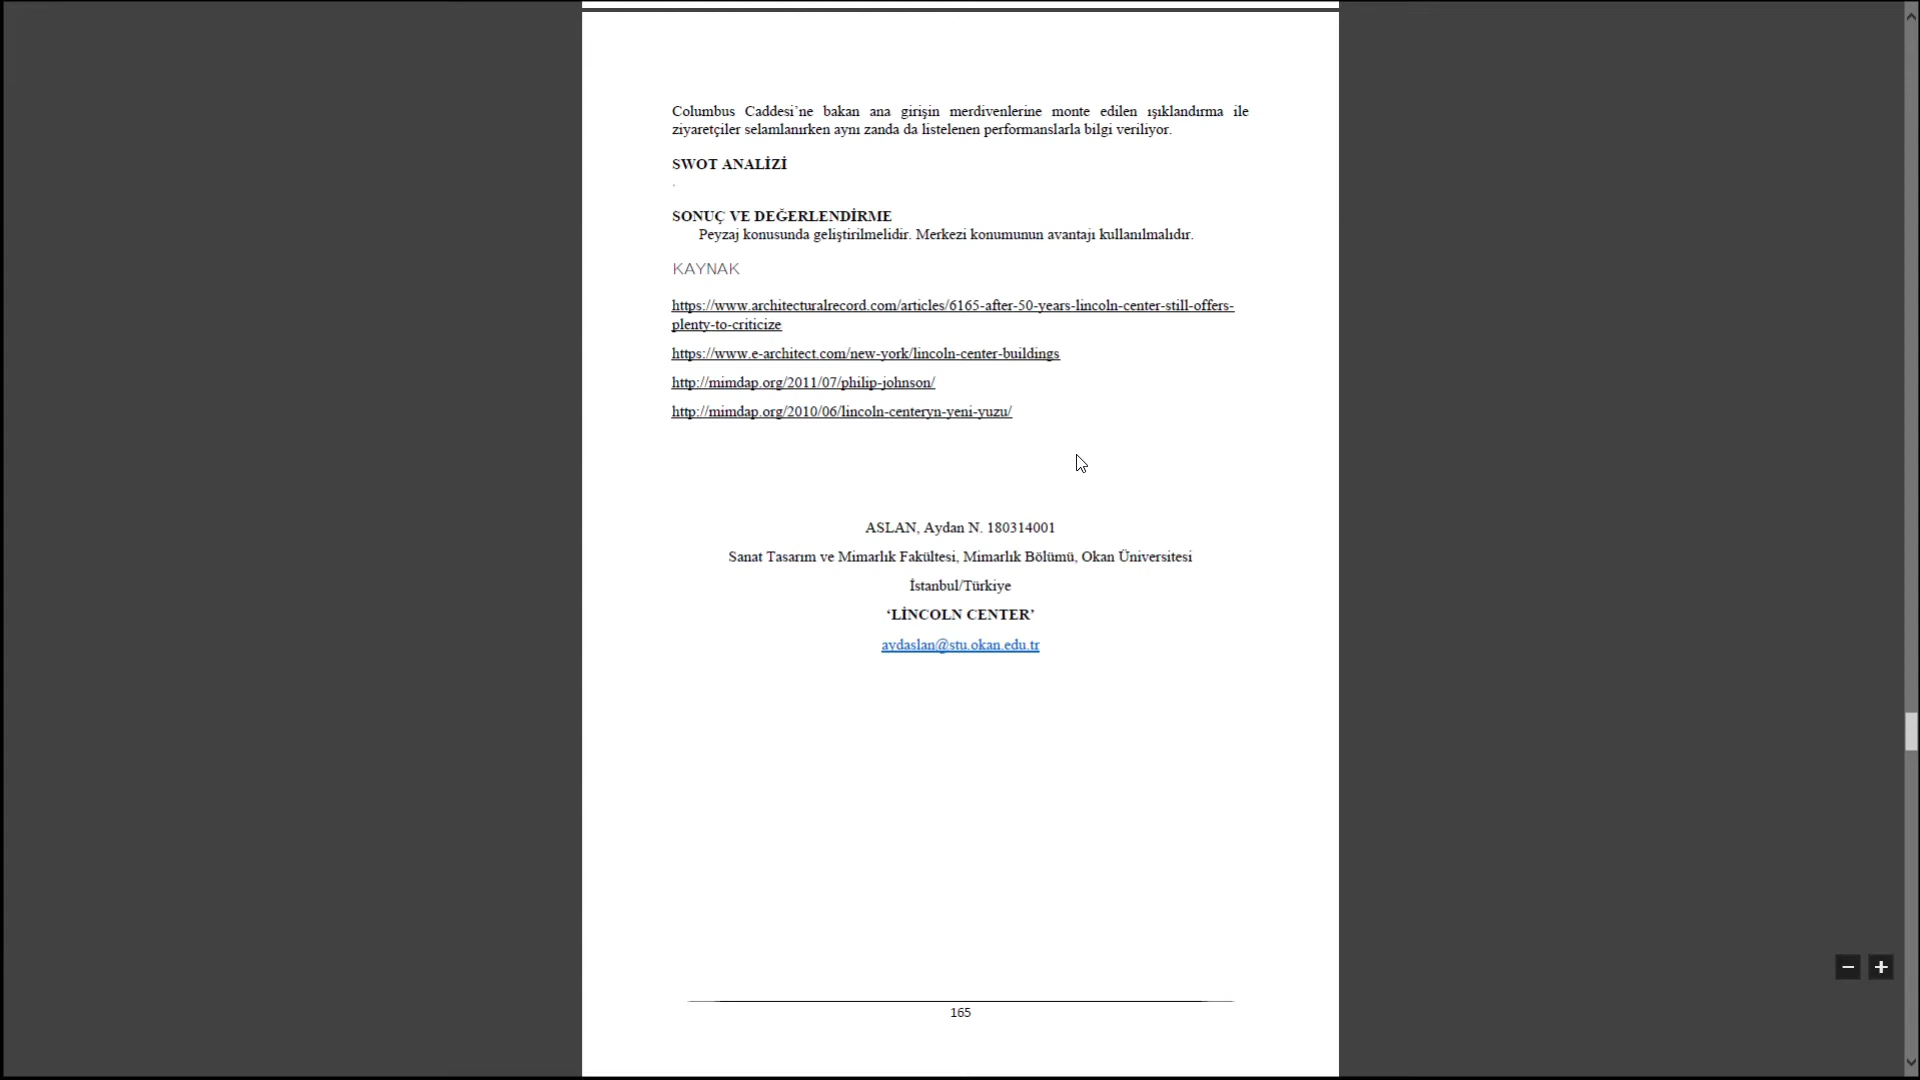 Columbus Caddesi’ne bakan ana girişin merdivenlerine monte edilen ışıklandırma ile
ziyaretçiler selamlanırken aynı zanda da listelenen performanslarla bilgi veriliyor.
SWOT ANALİZİ
.
SONUÇ VE DEĞERLENDİRME
Peyzaj konusunda geliştirilmelidir. Merkezi konumunun avantajı kullanılmalıdır.
KAYNAK
https://www.architecturalrecord.com/articles/6165-after-50-years-lincoln-center-still-offers-
plenty-to-criticize
https://www.e-architect.com/new-york/lincoln-center-buildings
http://mimdap.org/2011/07/philip-johnson/
http://mimdap.org/2010/06/lincoln-centeryn-yeni-yuzu/
ASLAN, Aydan N. 180314001
Sanat Tasarım ve Mimarlık Fakültesi, Mimarlık Bölümü, Okan Üniversitesi
İstanbul/Türkiye
‘LİNCOLN CENTER’
aydaslan@stu.okan.edu.tr
165